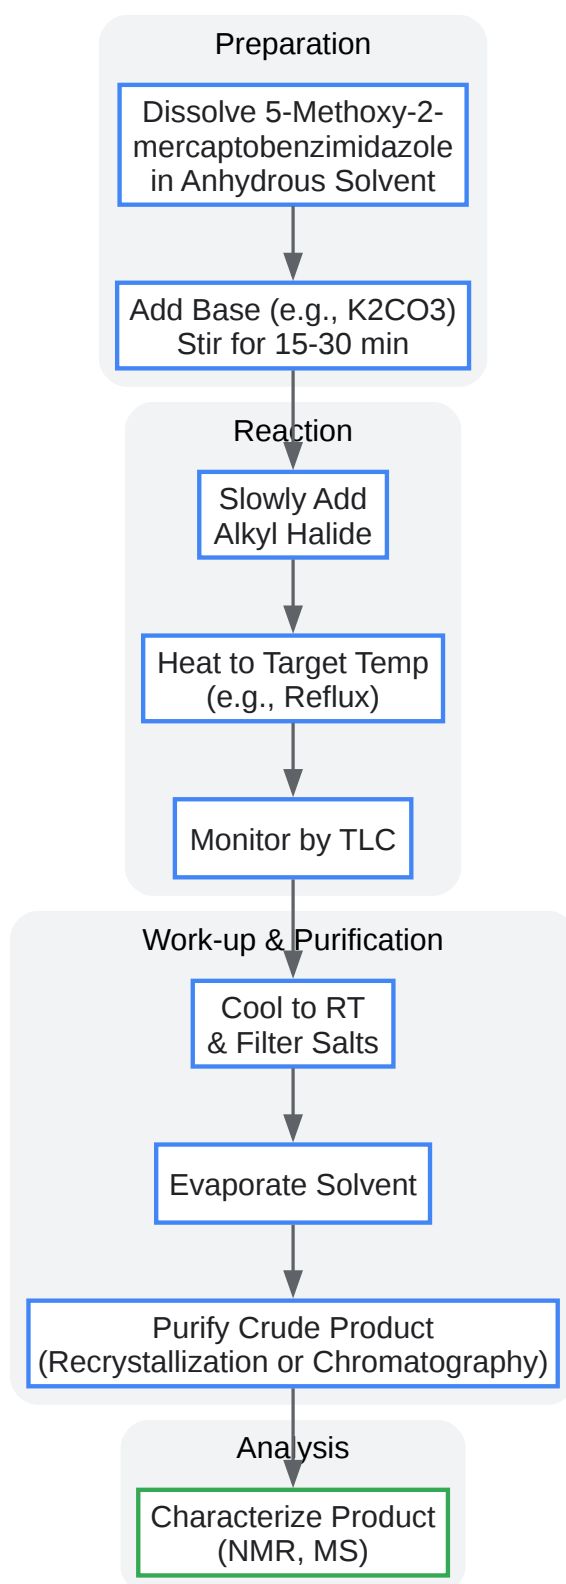 Preparation
Dissolve 5-Methoxy-2-
mercaptobenzimidazole
in Anhydrous Solvent
Add Base (e.g., K2CO3)
Stir for 15-30 min
Reaction
Slowly Add
Alkyl Halide
Heat to Target Temp
(e.g., Reflux)
Monitor by TLC
Work-up & Purification
Cool to RT
& Filter Salts
Evaporate Solvent
Purify Crude Product
(Recrystallization or Chromatography)
Analysis
Characterize Product
(NMR, MS)